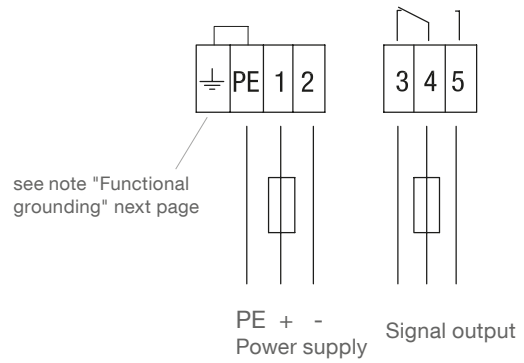 ⏚ PE 1 2 3 4 5
see note "Functional
grounding" next page
PE + -
Power supply
Signal output